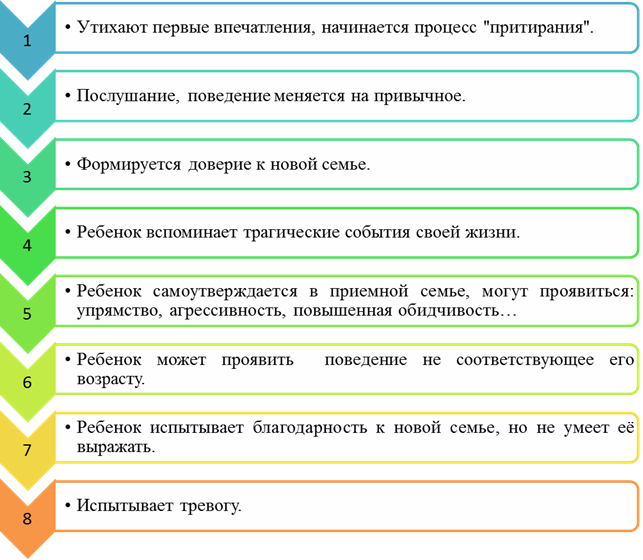 1
• Утихают первые впечатления, начинается процесс "притирания".
2
• Послушание, поведение меняется на привычное.
3
• Формируется доверие к новой семье.
4
• Ребенок вспоминает трагические события своей жизни.
5
• Ребенок самоутверждается в приемной семье, могут проявиться:
упрямство, агрессивность, повышенная обидчивость…
6
• Ребенок может проявить поведение не соответствующее его
возрасту.
7
• Ребенок испытывает благодарность к новой семье, но не умеет её
выражать.
8
• Испытывает тревогу.